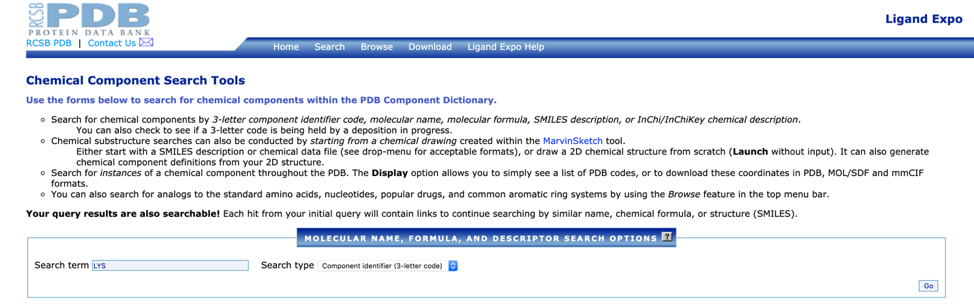 RCSB PDB
PROTEIN DATA BANK
Ligand Expo
RCSB PDB | Contact Us
Home Search Browse Download Ligand Expo Help
Chemical Component Search Tools
Use the forms below to search for chemical components within the PDB Component Dictionary.
Search for chemical components by 3-letter component identifier code, molecular name, molecular formula, SMILES description, or InChi/InChiKey chemical description.
You can also check to see if a 3-letter code is being held by a deposition in progress.
Chemical substructure searches can also be conducted by starting from a chemical drawing created within the MarvinSketch tool.
Either start with a SMILES description or chemical data file (see drop-menu for acceptable formats), or draw a 2D chemical structure from scratch (Launch without input). It can also generate
chemical component definitions from your 2D structure.
Search for instances of a chemical component throughout the PDB. The Display option allows you to simply see a list of PDB codes, or to download these coordinates in PDB, MOL/SDF and mmCIF
formats.
You can also search for analogs to the standard amino acids, nucleotides, popular drugs, and common aromatic ring systems by using the Browse feature in the top menu bar.
Your query results are also searchable! Each hit from your initial query will contain links to continue searching by similar name, chemical formula, or structure (SMILES).
MOLECULAR NAME, FORMULA, AND DESCRIPTOR SEARCH OPTIONS ?
Search term LYS Search type Component identifier (3-letter code)
Go